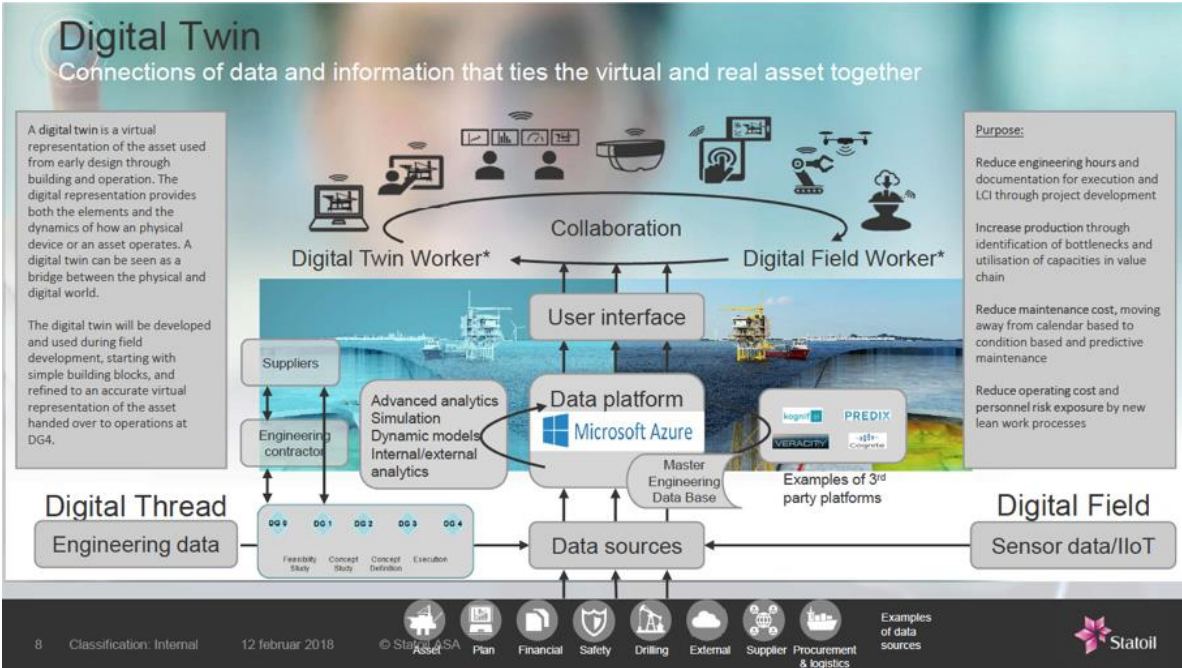 Digital Twin
Connections of data and information that ties the virtual and real asset together
A digital twin is a virtual
representation of the asset used
from early design through
building and operation. The
digital representation provides
both the elements and the
dynamics of how an physical
device or an asset operates. A
digital twin can be seen as a
bridge between the physical and
digital world.
The digital twin will be developed
and used during field
development, starting with
simple building blocks, and
refined to an accurate virtual
representation of the asset
handed over to operations at
DG4.
Collaboration
Digital Twin Worker*
Digital Field Worker*
User interface
Suppliers
Engineering
contractor
Advanced analytics
Simulation
Dynamic models
Internal/external
analytics
Data platform
Microsoft Azure
Master
Engineering
Data Base
kognif
PREDIX
VERACITY
Cognite
Examples of 3rd
party platforms
Purpose:
Reduce engineering hours and
documentation for execution and
LCI through project development
Increase production through
identification of bottlenecks and
utilisation of capacities in value
chain
Reduce maintenance cost, moving
away from calendar based to
condition based and predictive
maintenance
Reduce operating cost and
personnel risk exposure by new
lean work processes
Digital Thread
Engineering data
DG 0 DG 1 DG 2 DG 3 DG 4
Feasibility
Study
Concept
Study
Concept
Definition
Execution
Data sources
Digital Field
Sensor data/IIoT
8 Classification: Internal 12 februar 2018 © Statoil ASA
Asset Plan Financial Safety Drilling External Supplier Procurement
& logistics
Examples
of data
sources
Statoil